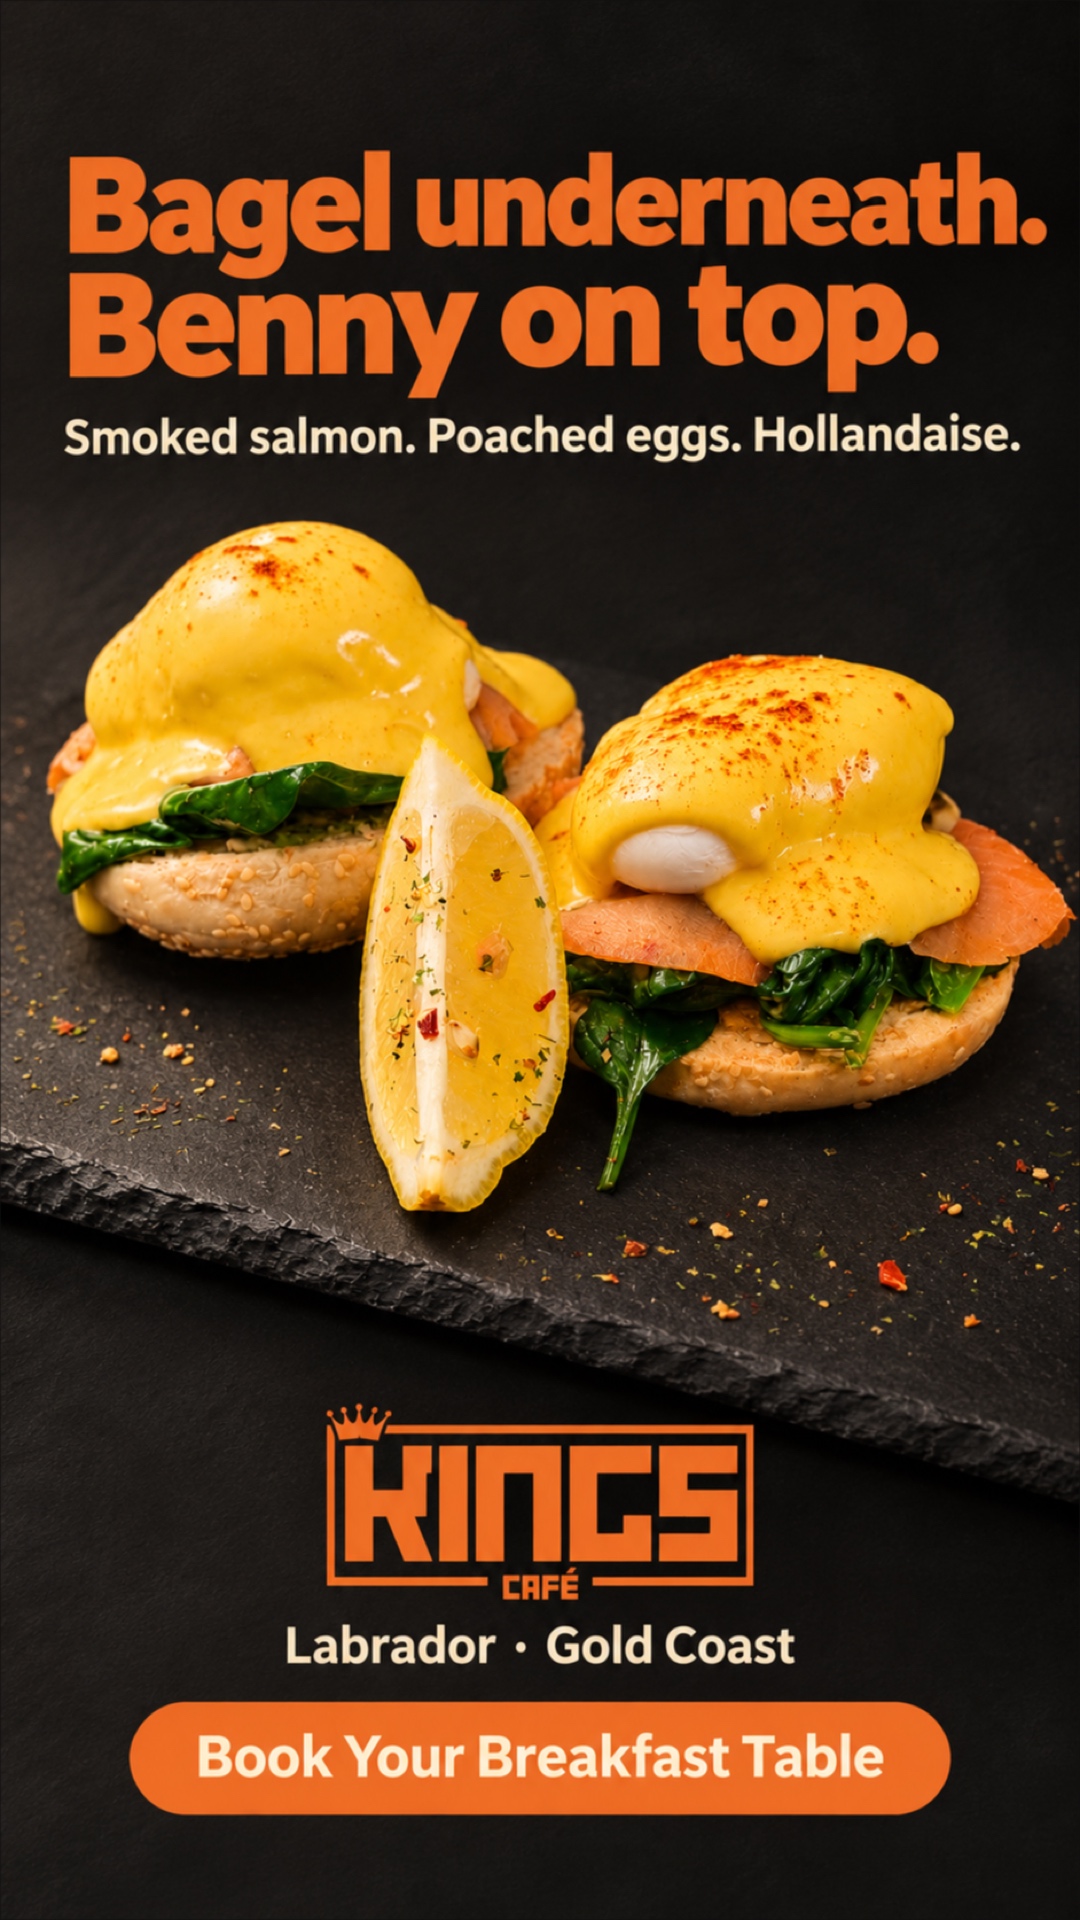 Bagel underneath.
Benny on top.
Smoked salmon. Poached eggs. Hollandaise.
KINGS
CAFÉ
Labrador · Gold Coast
Book Your Breakfast Table